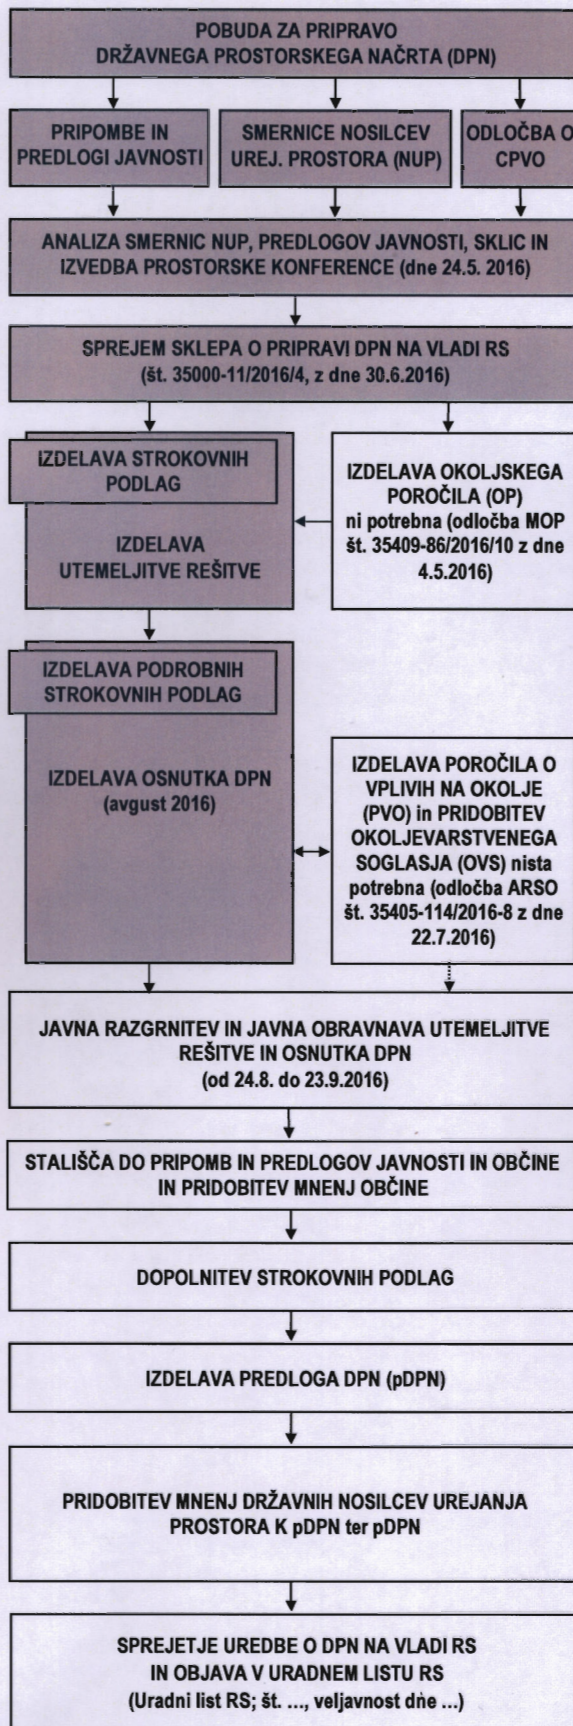 POBUDA ZA PRIPRAVO
DRŽAVNEGA PROSTORSKEGA NAČRTA (DPN)
PRIPOMBE IN
PREDLOGI JAVNOSTI
SMERNICE NOSILCEV
UREJ. PROSTORA (NUP)
ODLOČBA O
CPVO
ANALIZA SMERNIC NUP, PREDLOGOV JAVNOSTI, SKLIC IN
IZVEDBA PROSTORSKE KONFERENCE (dne 24.5. 2016)
SPREJEM SKLEPA O PRIPRAVI DPN NA VLADI RS
(št. 35000-11/2016/4, z dne 30.6.2016)
IZDELAVA STROKOVNIH
PODLAG
IZDELAVA
UTEMELJITVE REŠITVE
IZDELAVA OKOLJSKEGA
POROČILA (OP)
ni potrebna (odločba MOP
št. 35409-86/2016/10 z dne
4.5.2016)
IZDELAVA PODROBNIH
STROKOVNIH PODLAG
IZDELAVA OSNUTKA DPN
(avgust 2016)
IZDELAVA POROČILA O
VPLIVIH NA OKOLJE
(PVO) in PRIDOBITEV
OKOLJEVARSTVENEGA
SOGLASJA (OVS) nista
potrebna (odločba ARSO
št. 35405-114/2016-8 z dne
22.7.2016)
JAVNA RAZGRNITEV IN JAVNA OBRAVNAVA UTEMELJITVE
REŠITVE IN OSNUTKA DPN
(od 24.8. do 23.9.2016)
STALIŠČA DO PRIPOMB IN PREDLOGOV JAVNOSTI IN OBČINE
IN PRIDOBITEV MNENJ OBČINE
DOPOLNITEV STROKOVNIH PODLAG
IZDELAVA PREDLOGA DPN (pDPN)
PRIDOBITEV MNENJ DRŽAVNIH NOSILCEV UREJANJA
PROSTORA K pDPN ter pDPN
SPREJETJE UREDBE O DPN NA VLADI RS
IN OBJAVA V URADNEM LISTU RS
(Uradni list RS; št. ..., veljavnost dne ...)